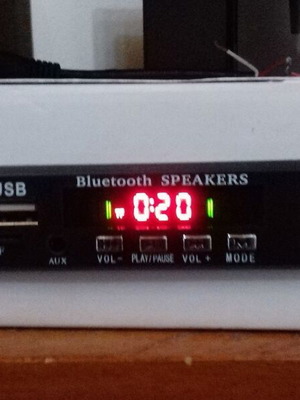 USB
Bluetooth SPEAKERS
0:20
AUX
VOL-
PLAY/PAUSE
VOL +
MODE